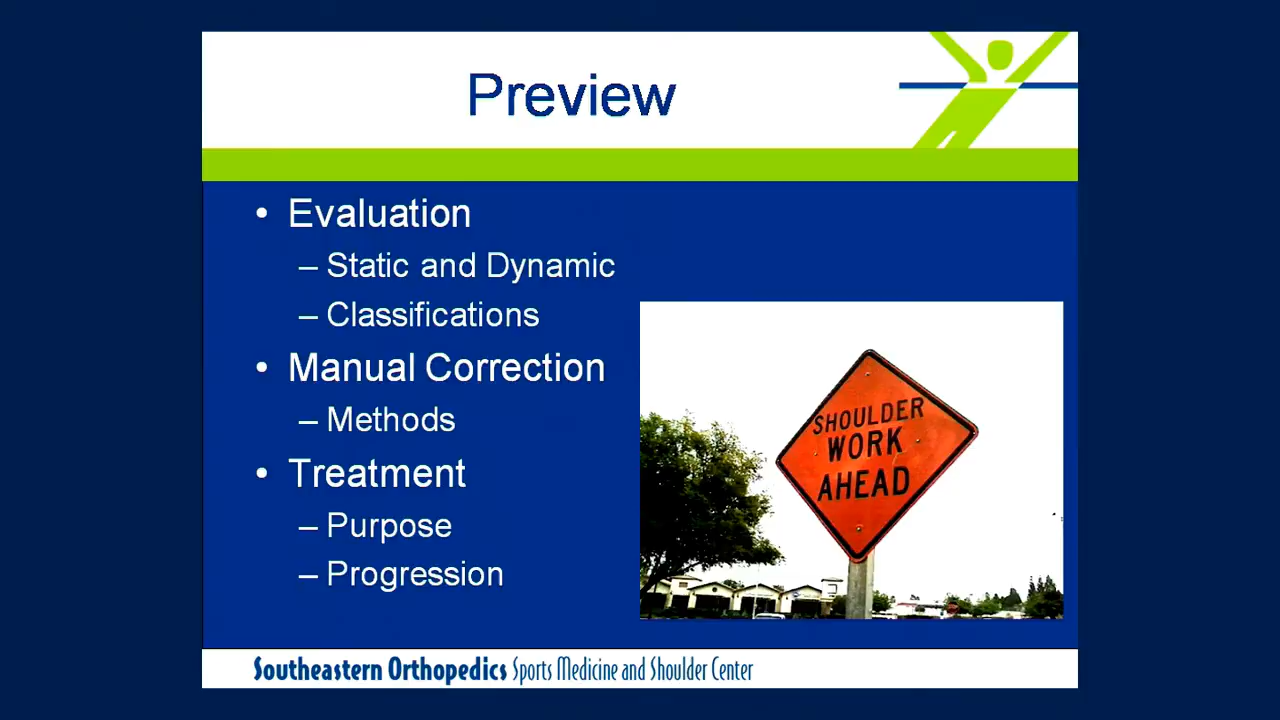 Preview
• Evaluation
– Static and Dynamic
– Classifications
• Manual Correction
– Methods
• Treatment
– Purpose
– Progression
SHOULDER
WORK
AHEAD
Southeastern Orthopedics Sports Medicine and Shoulder Center